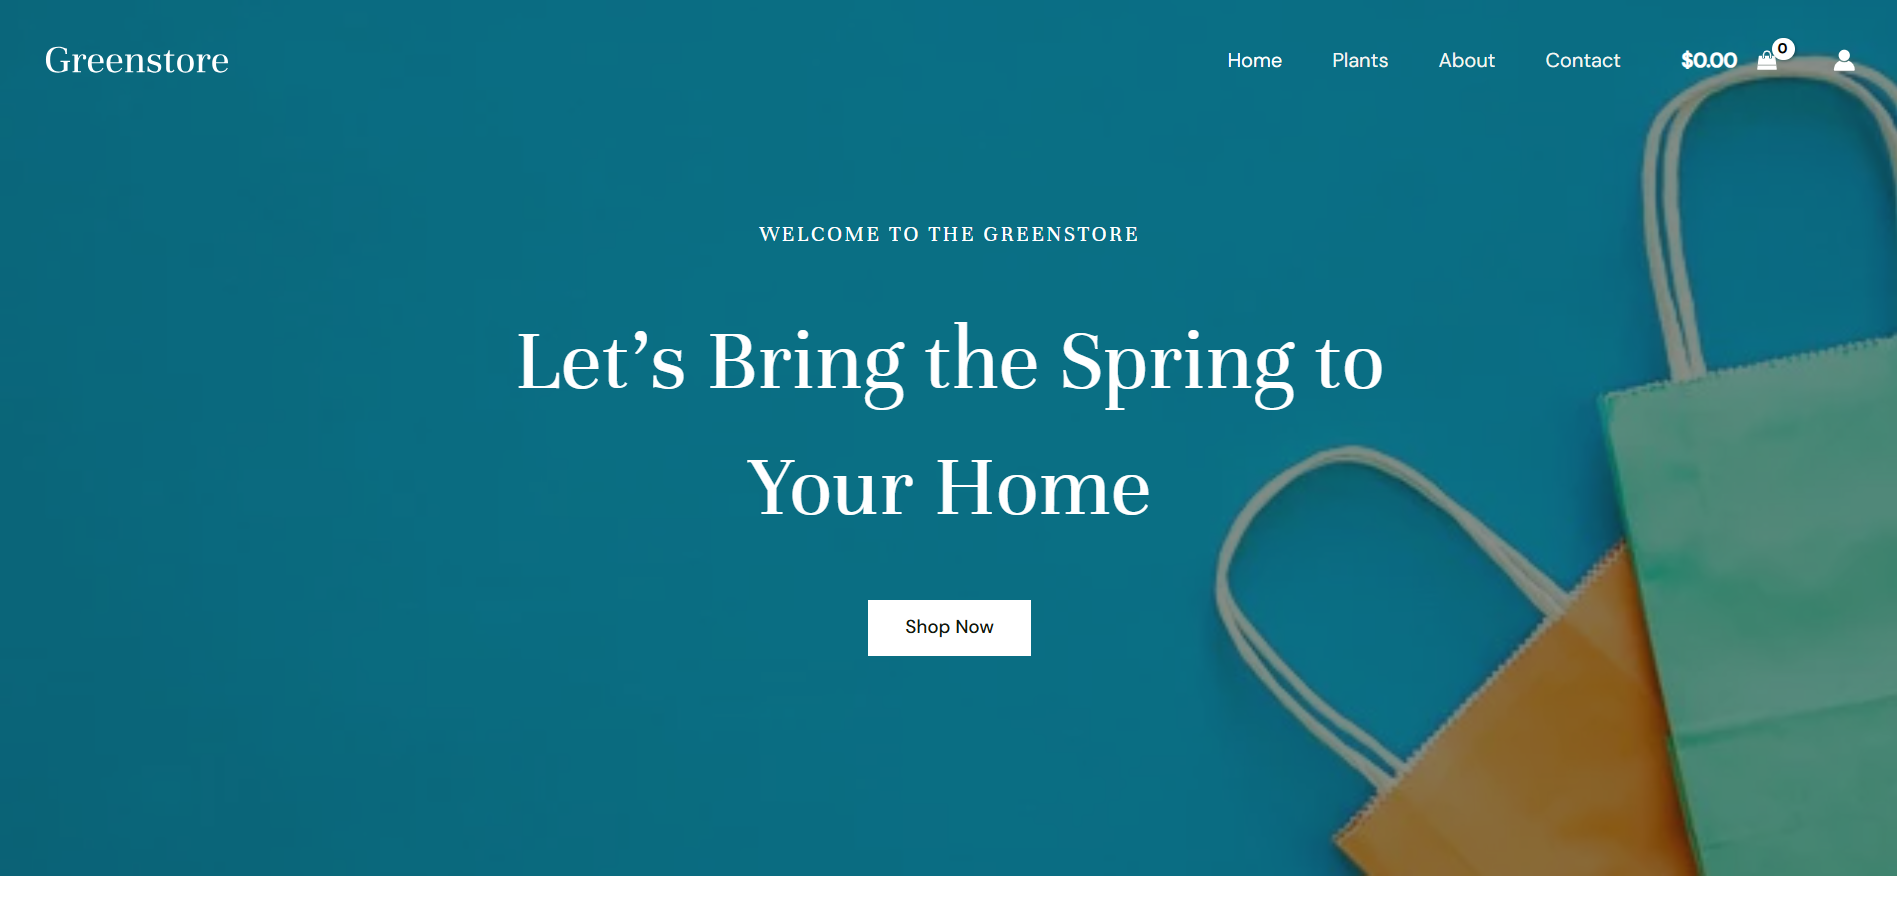 Greenstore
Home Plants About Contact $0.00 0
WELCOME TO THE GREENSTORE
Let’s Bring the Spring to
Your Home
Shop Now